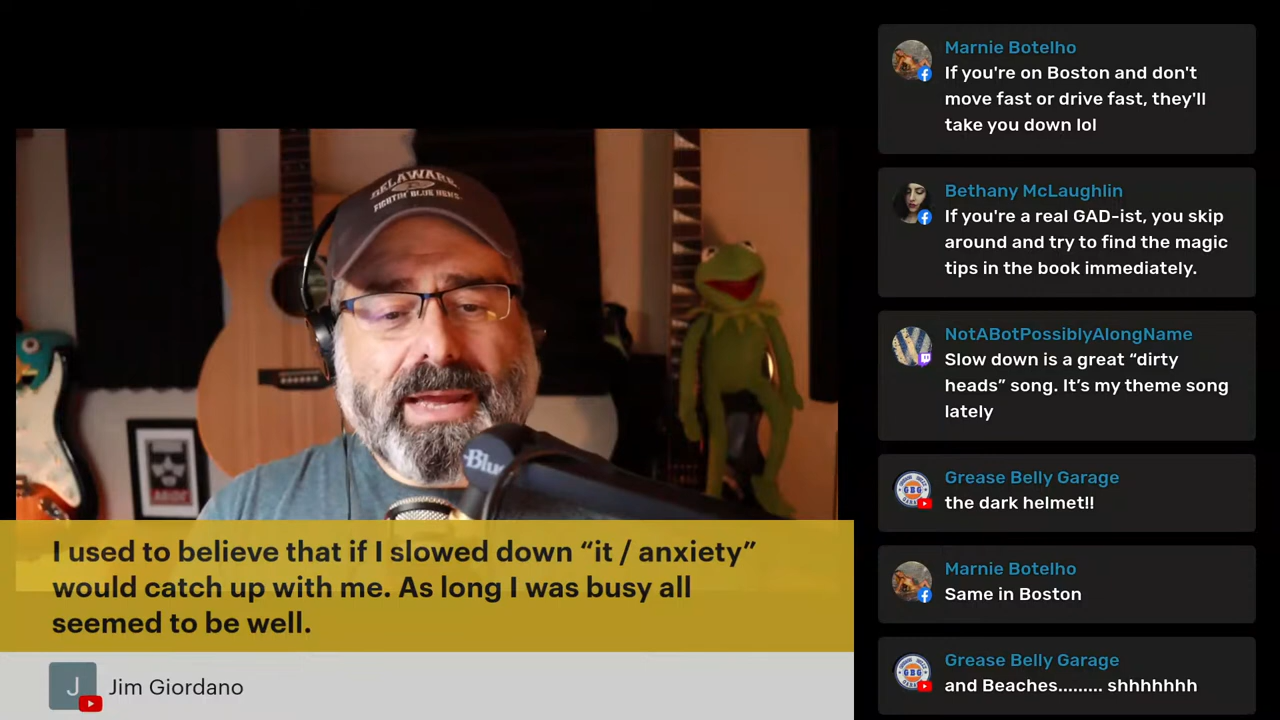 DELAWARE
FIGHTIN' BLUE HENS.
Blue
I used to believe that if I slowed down “it / anxiety”
would catch up with me. As long I was busy all
seemed to be well.
J
Jim Giordano
Marnie Botelho
If you're on Boston and don't
move fast or drive fast, they'll
take you down lol
Bethany McLaughlin
If you're a real GAD-ist, you skip
around and try to find the magic
tips in the book immediately.
NotABotPossiblyAlongName
Slow down is a great “dirty
heads” song. It’s my theme song
lately
Grease Belly Garage
the dark helmet!!
Marnie Botelho
Same in Boston
Grease Belly Garage
and Beaches......... shhhhhhh
GBG